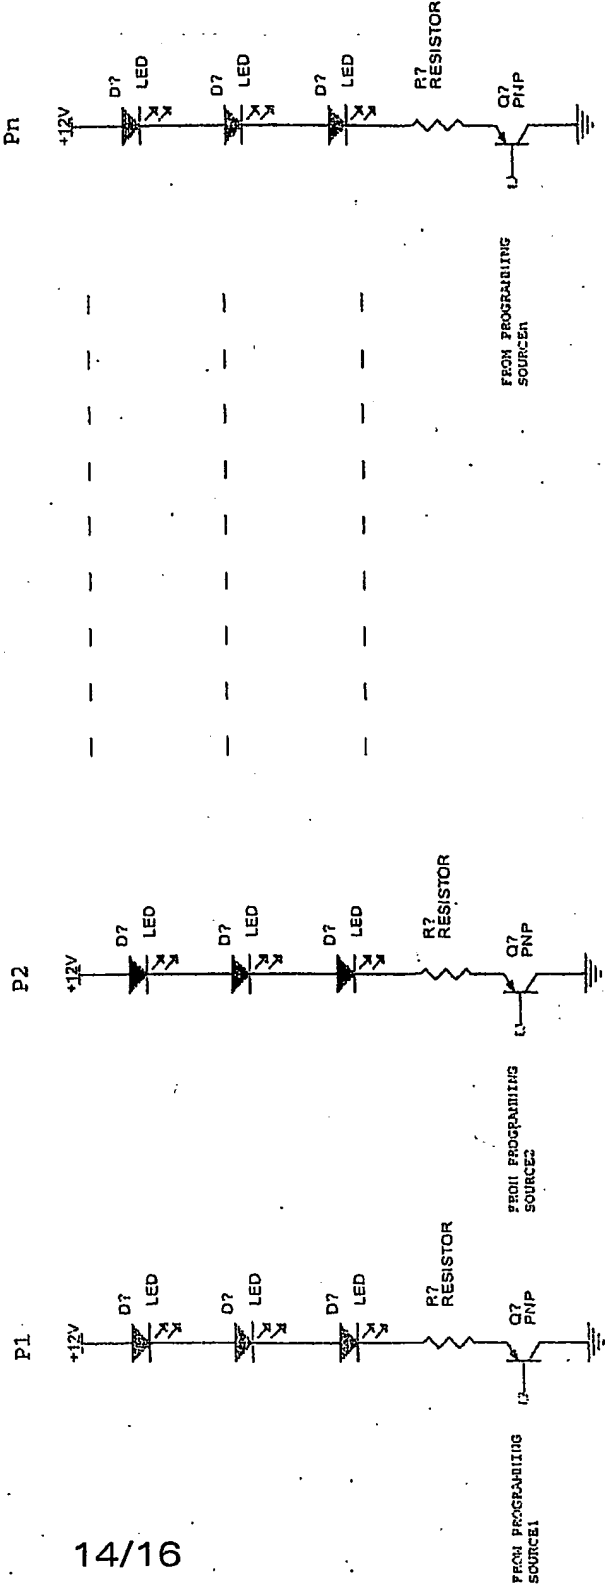 P1
+12V
D?
LED
D?
LED
D?
LED
R?
RESISTOR
Q?
PNP
FROM PROGRAMMING
SOURCE1
P2
+12V
D?
LED
D?
LED
D?
LED
R?
RESISTOR
Q?
PNP
FROM PROGRAMMING
SOURCE2
Pn
+12V
D?
LED
D?
LED
D?
LED
R?
RESISTOR
Q?
PNP
FROM PROGRAMMING
SOURCEn
14/16